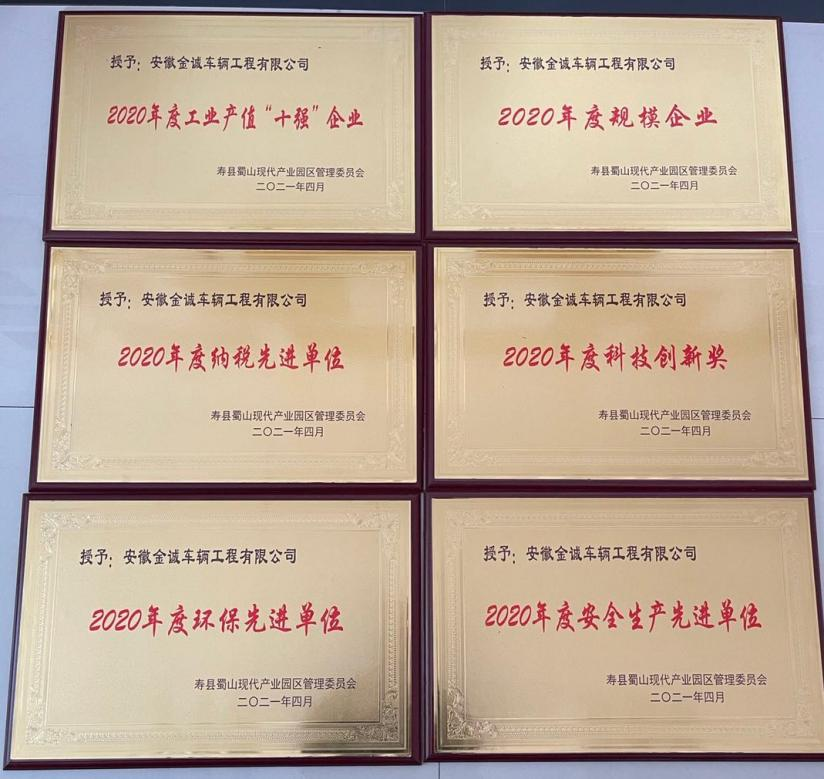 授予：安徽金诚车辆工程有限公司
2020年度工业产值“十强”企业
寿县蜀山现代产业园区管理委员会
二〇二一年四月
授予：安徽金诚车辆工程有限公司
2020年度规模企业
寿县蜀山现代产业园区管理委员会
二〇二一年四月
授予：安徽金诚车辆工程有限公司
2020年度纳税先进单位
寿县蜀山现代产业园区管理委员会
二〇二一年四月
授予：安徽金诚车辆工程有限公司
2020年度科技创新奖
寿县蜀山现代产业园区管理委员会
二〇二一年四月
授予：安徽金诚车辆工程有限公司
2020年度环保先进单位
寿县蜀山现代产业园区管理委员会
二〇二一年四月
授予：安徽金诚车辆工程有限公司
2020年度安全生产先进单位
寿县蜀山现代产业园区管理委员会
二〇二一年四月